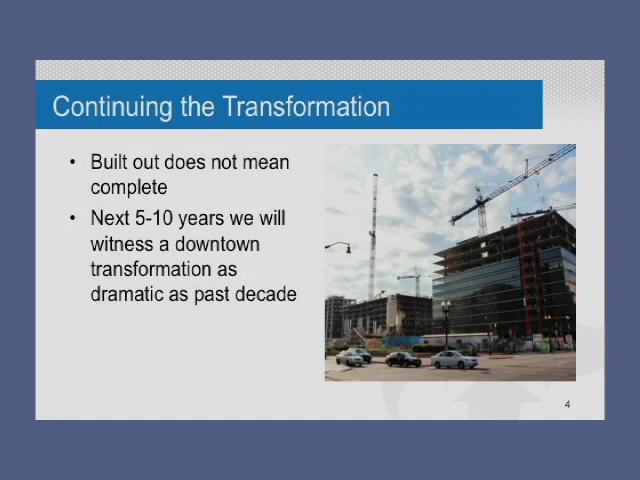 Continuing the Transformation
• Built out does not mean
complete
• Next 5-10 years we will
witness a downtown
transformation as
dramatic as past decade
4